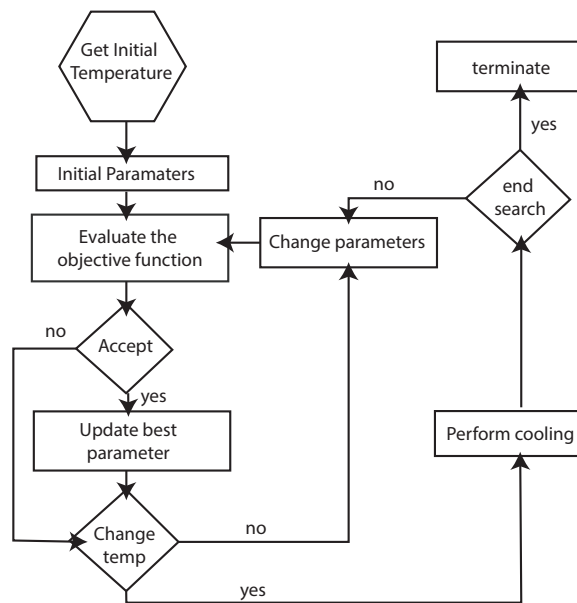 Get Initial
Temperature
Initial Paramaters
Evaluate the
objective function
Accept
no
yes
Update best
parameter
Change
temp
no
yes
Change parameters
no
terminate
yes
end
search
Perform cooling